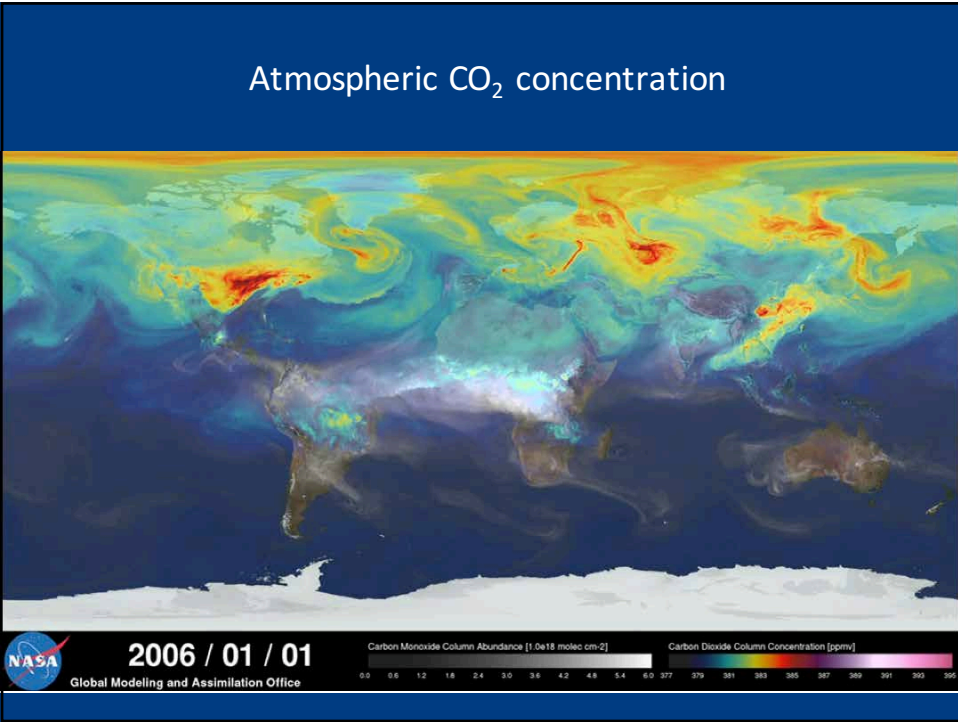 Atmospheric CO₂ concentration
NASA
2006 / 01 / 01
Global Modeling and Assimilation Office
Carbon Monoxide Column Abundance [1.0e18 molec cm-2]
0.0 0.6 1.2 1.8 2.4 3.0 3.6 4.2 4.8 5.4 6.0
Carbon Dioxide Column Concentration [ppmv]
377 379 381 383 385 387 389 391 393 395